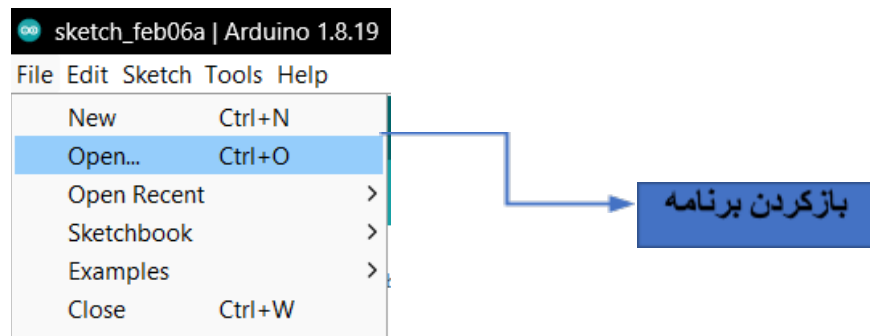 sketch_feb06a | Arduino 1.8.19
File Edit Sketch Tools Help
New Ctrl+N
Open... Ctrl+O
Open Recent >
Sketchbook >
Examples >
Close Ctrl+W
بازکردن برنامه